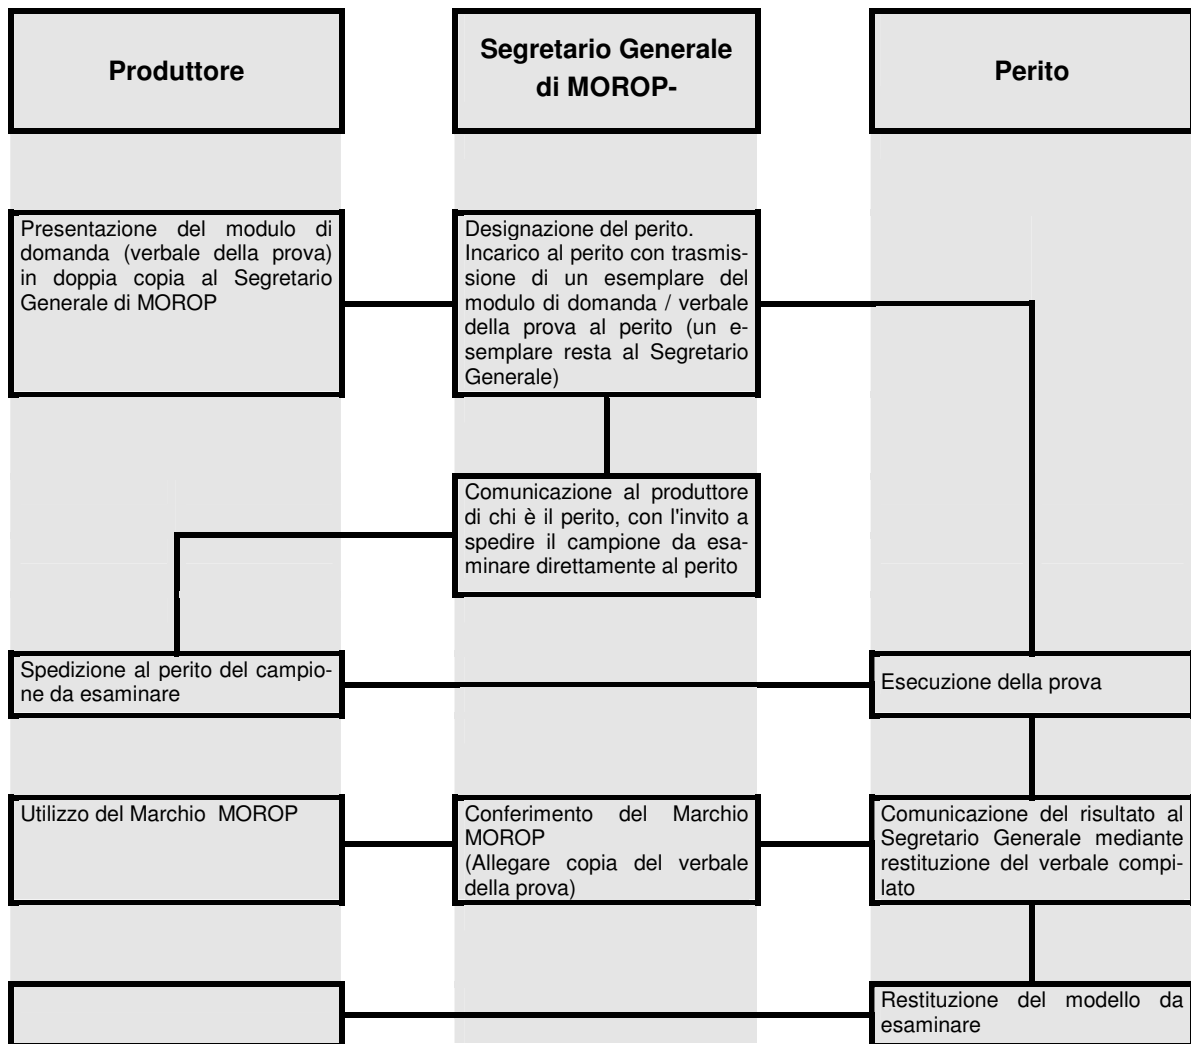 Produttore
Segretario Generale
di MOROP-
Perito
Presentazione del modulo di
domanda (verbale della prova)
in doppia copia al Segretario
Generale di MOROP
Designazione del perito.
Incarico al perito con trasmis-
sione di un esemplare del
modulo di domanda / verbale
della prova al perito (un e-
semplare resta al Segretario
Generale)
Comunicazione al produttore
di chi è il perito, con l'invito a
spedire il campione da esa-
minare direttamente al perito
Spedizione al perito del campio-
ne da esaminare
Esecuzione della prova
Utilizzo del Marchio MOROP
Conferimento del Marchio
MOROP
(Allegare copia del verbale
della prova)
Comunicazione del risultato al
Segretario Generale mediante
restituzione del verbale compi-
lato
Restituzione del modello da
esaminare